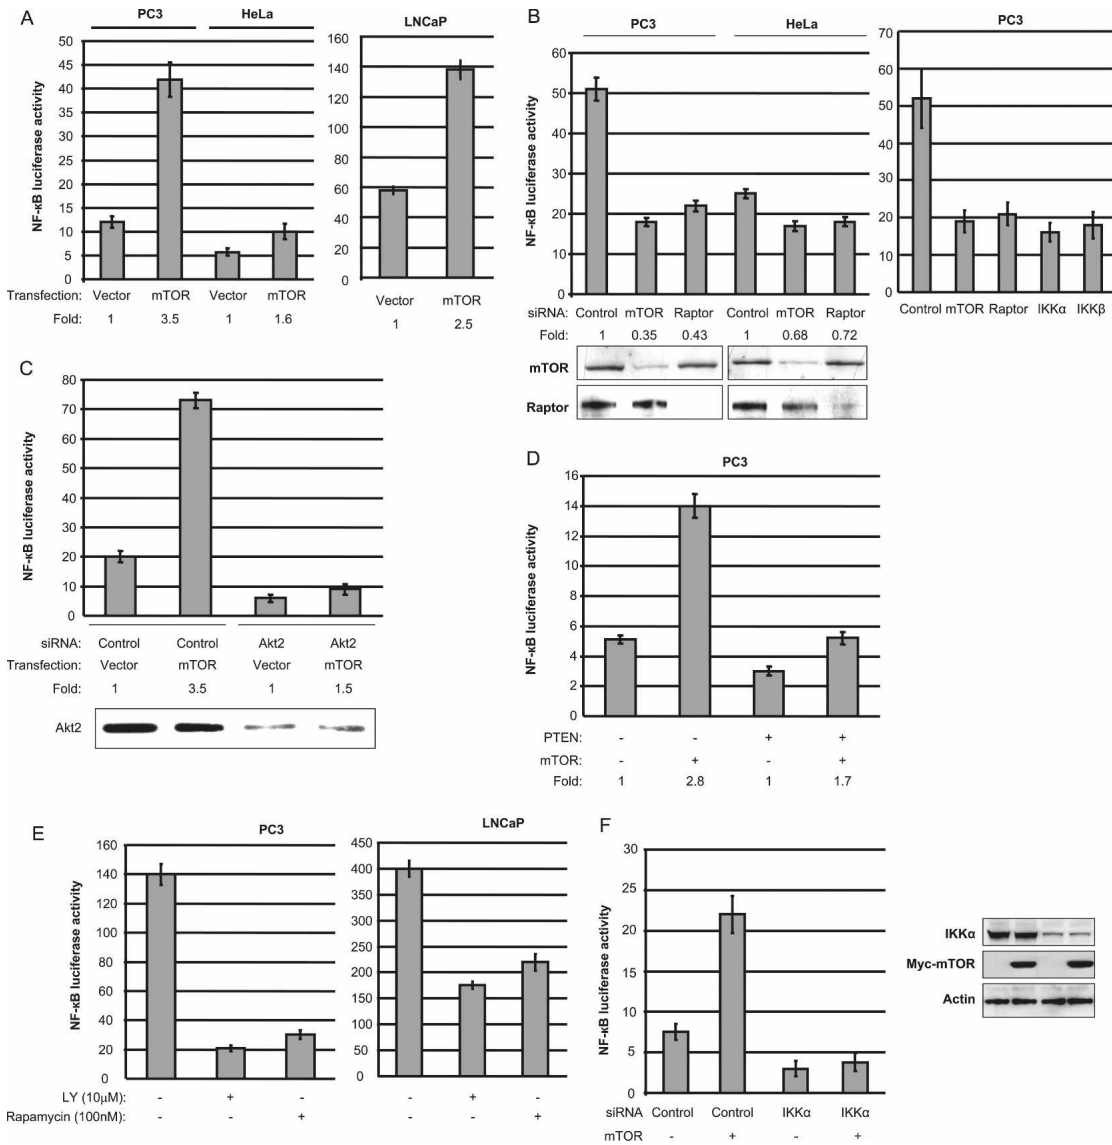 A
PC3 HeLa
LNCaP
NF-κB luciferase activity
50
45
40
35
30
25
20
15
10
5
0
160
140
120
100
80
60
40
20
0
Transfection: Vector mTOR Vector mTOR
Vector mTOR
Fold: 1 3.5 1 1.6
1 2.5
B
PC3 HeLa
PC3
NF-κB luciferase activity
60
50
40
30
20
10
0
70
60
50
40
30
20
10
0
siRNA: Control mTOR Raptor Control mTOR Raptor
Control mTOR Raptor IKKα IKKβ
Fold: 1 0.35 0.43 1 0.68 0.72
mTOR
Raptor
C
NF-κB luciferase activity
80
70
60
50
40
30
20
10
0
siRNA: Control Control Akt2 Akt2
Transfection: Vector mTOR Vector mTOR
Fold: 1 3.5 1 1.5
Akt2
D
PC3
NF-κB luciferase activity
16
14
12
10
8
6
4
2
0
PTEN: - - + +
mTOR: - + - +
Fold: 1 2.8 1 1.7
E
PC3
LNCaP
NF-κB luciferase activity
160
140
120
100
80
60
40
20
0
450
400
350
300
250
200
150
100
50
0
LY (10μM): - + - - + -
Rapamycin (100nM): - - + - - +
F
NF-κB luciferase activity
30
25
20
15
10
5
0
siRNA Control Control IKKα IKKα
mTOR - + - +
IKKα
Myc-mTOR
Actin